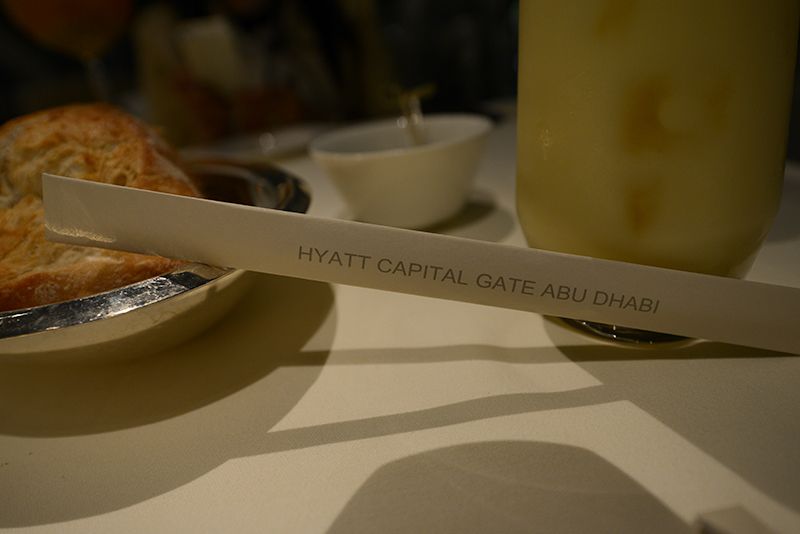 HYATT CAPITAL GATE ABU DHABI